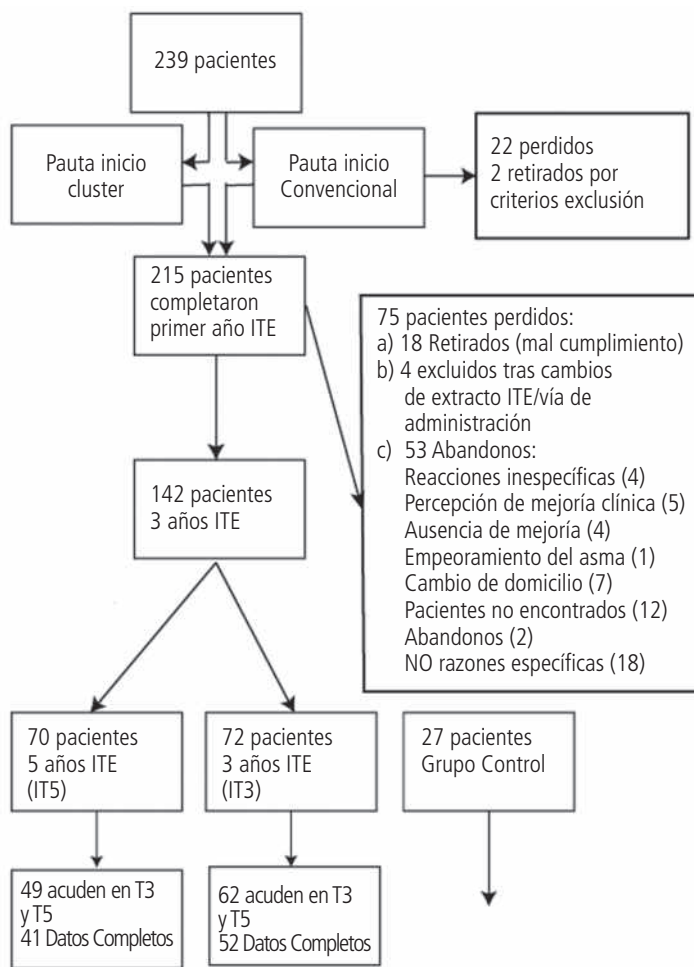 239 pacientes
Pauta inicio
cluster
Pauta inicio
Convencional
22 perdidos
2 retirados por
criterios exclusión
215 pacientes
completaron
primer año ITE
75 pacientes perdidos:
a) 18 Retirados (mal cumplimiento)
b) 4 excluidos tras cambios
de extracto ITE/vía de
administración
c) 53 Abandonos:
Reacciones inespecíficas (4)
Percepción de mejoría clínica (5)
Ausencia de mejoría (4)
Empeoramiento del asma (1)
Cambio de domicilio (7)
Pacientes no encontrados (12)
Abandonos (2)
NO razones específicas (18)
142 pacientes
3 años ITE
70 pacientes
5 años ITE
(IT5)
72 pacientes
3 años ITE
(IT3)
27 pacientes
Grupo Control
49 acuden en T3
y T5
41 Datos Completos
62 acuden en T3
y T5
52 Datos Completos